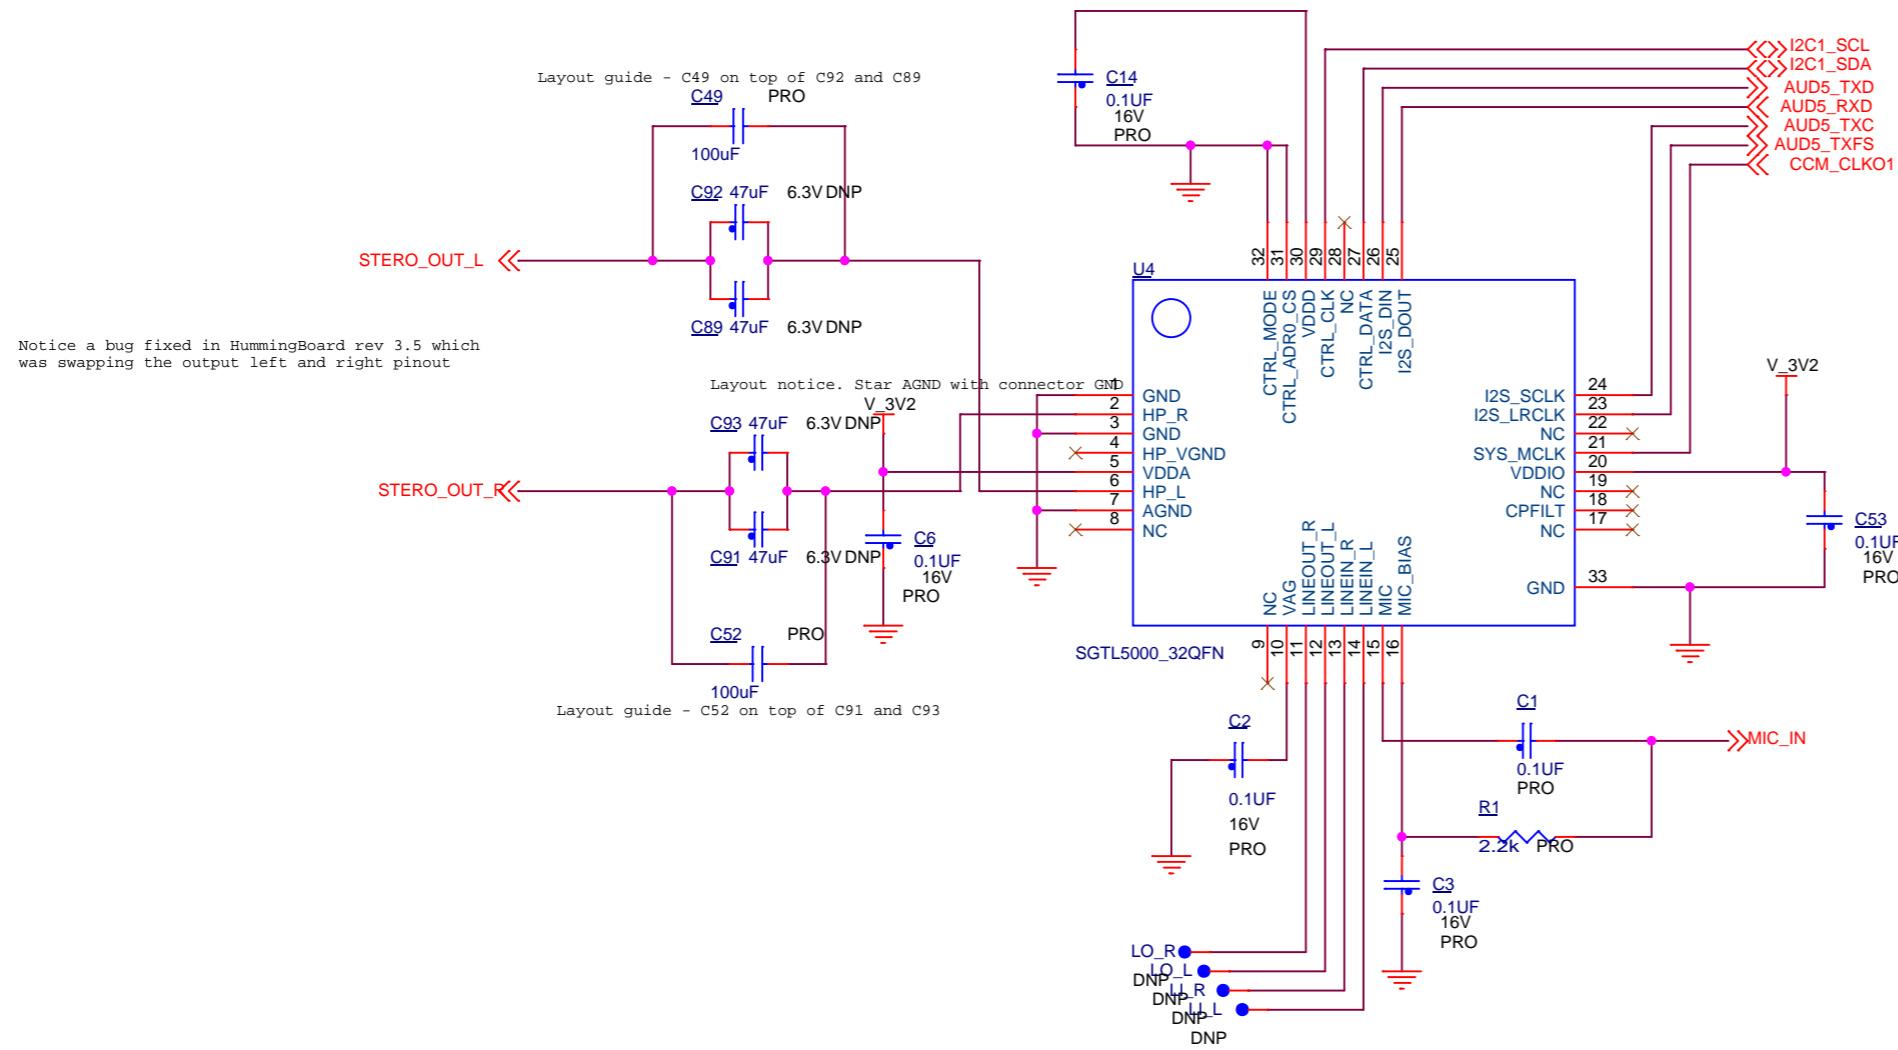 Layout guide - C49 on top of C92 and C89
C49
PRO
100uF
C92 47uF 6.3V DNP
STERO_OUT_L
C89 47uF 6.3V DNP
Notice a bug fixed in HummingBoard rev 3.5 which
was swapping the output left and right pinout
Layout notice. Star AGND with connector GND
V_3V2
C93 47uF 6.3V DNP
STERO_OUT_R
C91 47uF 6.3V DNP
C6
0.1UF
16V
PRO
C52
PRO
100uF
Layout guide - C52 on top of C91 and C93
C14
0.1UF
16V
PRO
I2C1_SCL
I2C1_SDA
AUD5_TXD
AUD5_RXD
AUD5_TXC
AUD5_TXFS
CCM_CLKO1
U4
32 CTRL_MODE
31 CTRL_ADR0_CS
30 VDDD
29 CTRL_CLK
28 NC
27 CTRL_DATA
26 I2S_DIN
25 I2S_DOUT
1 GND
2 HP_R
3 GND
4 HP_VGND
5 VDDA
6 HP_L
7 AGND
8 NC
I2S_SCLK 24
I2S_LRCLK 23
NC 22
SYS_MCLK 21
VDDIO 20
NC 19
CPFILT 18
NC 17
GND 33
NC 9
VAG 10
LINEOUT_R 11
LINEOUT_L 12
LINEIN_R 13
LINEIN_L 14
MIC 15
MIC_BIAS 16
SGTL5000_32QFN
V_3V2
C53
0.1UF
16V
PRO
C2
0.1UF
16V
PRO
C1
0.1UF
PRO
MIC_IN
R1
2.2k PRO
C3
0.1UF
16V
PRO
LO_R
LO_L
DNP
LI_R
DNP
LI_L
DNP
DNP